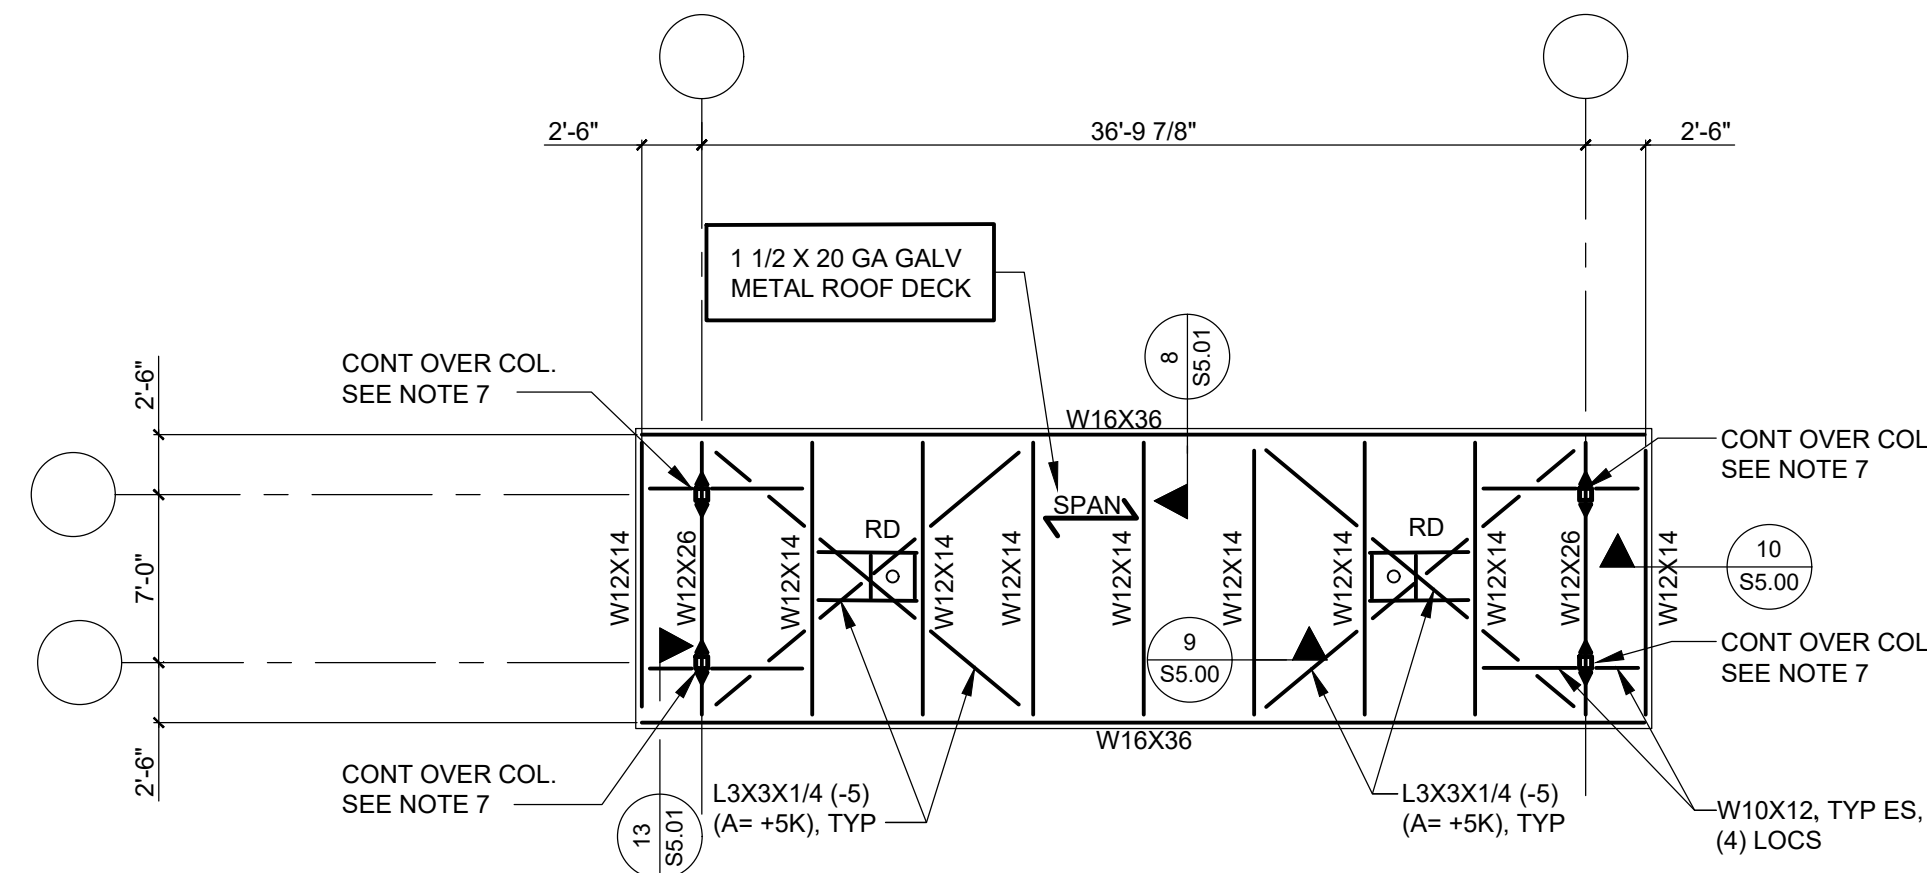 2'-6"
36'-9 7/8"
2'-6"
1 1/2 X 20 GA GALV
METAL ROOF DECK
8
S5.01
CONT OVER COL.
SEE NOTE 7
2'-6"
7'-0"
2'-6"
W16X36
CONT OVER COL
SEE NOTE 7
SPAN
RD
RD
W12X14
W12X26
W12X14
W12X14
W12X14
W12X14
W12X14
W12X14
W12X14
W12X26
W12X14
10
S5.00
9
S5.00
CONT OVER COL
SEE NOTE 7
W16X36
CONT OVER COL.
SEE NOTE 7
13
S5.01
L3X3X1/4 (-5)
(A= +5K), TYP
L3X3X1/4 (-5)
(A= +5K), TYP
W10X12, TYP ES,
(4) LOCS